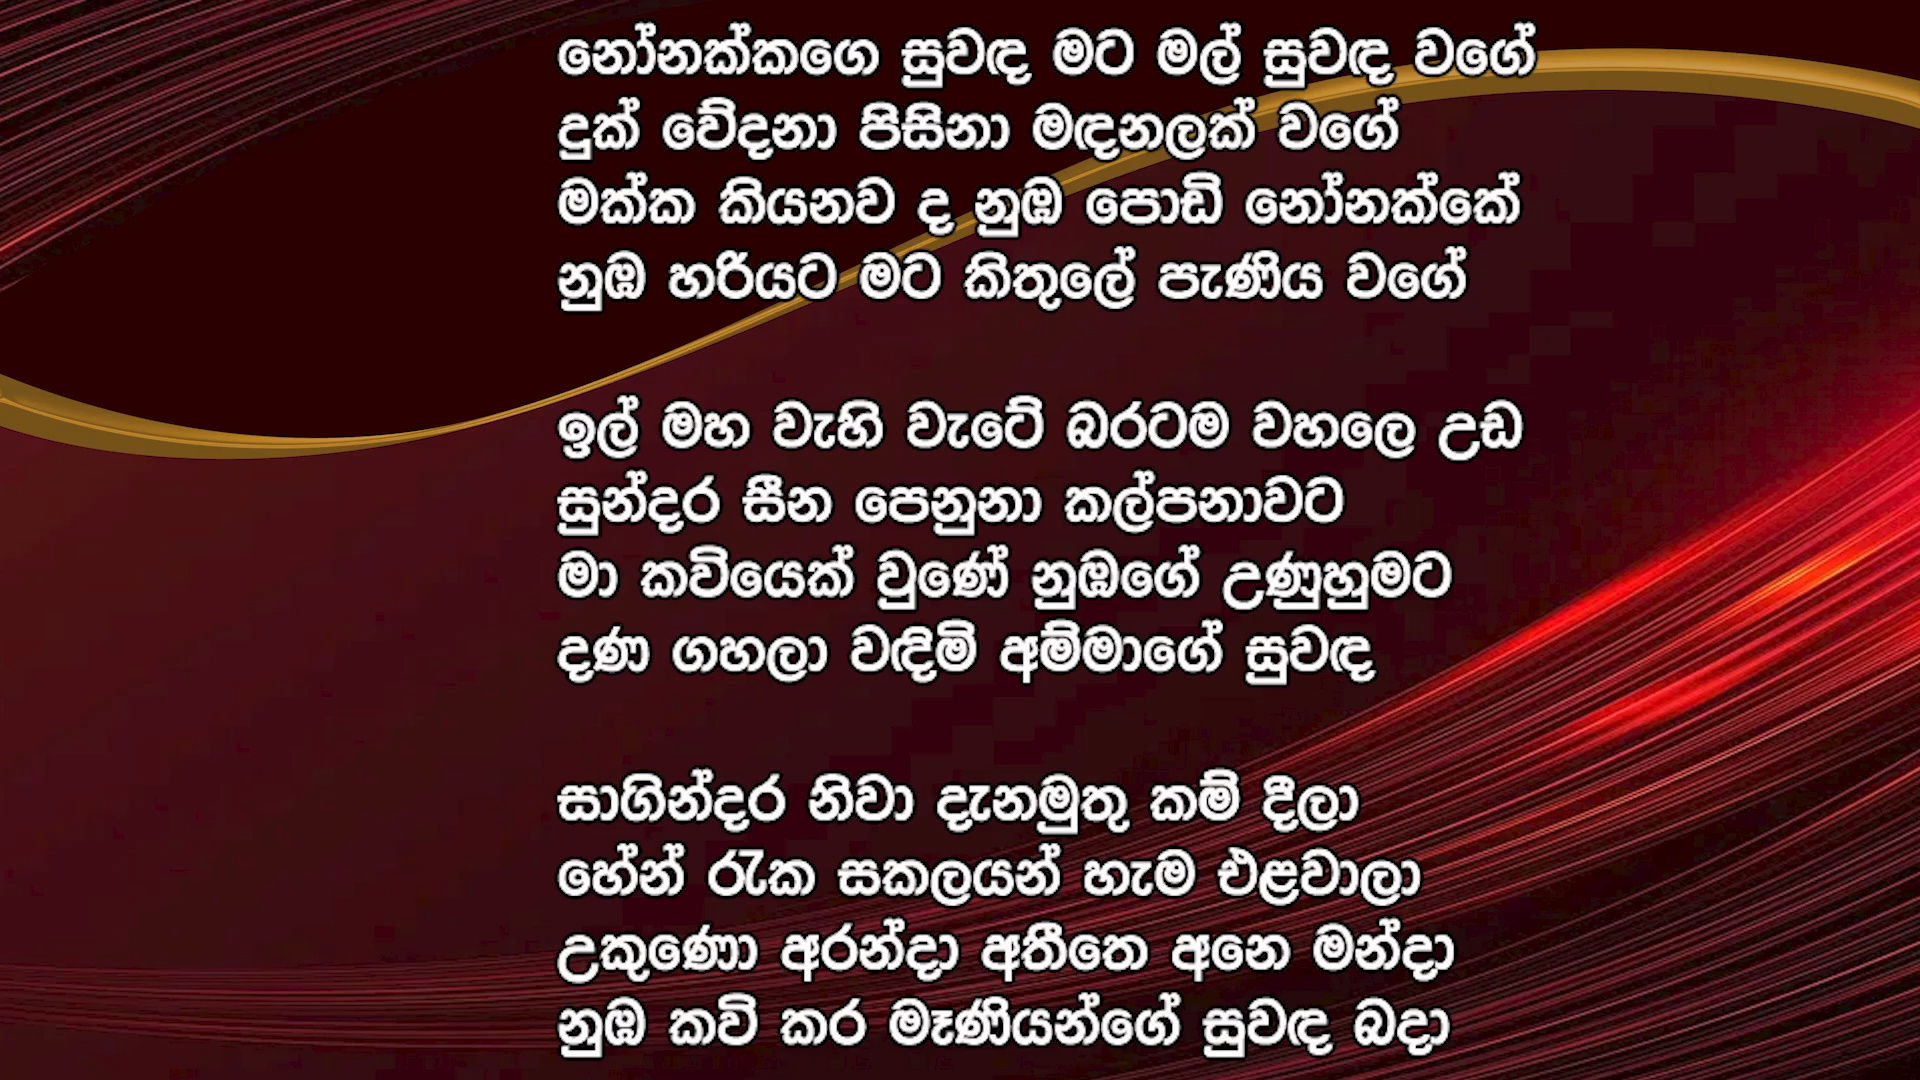 නෝනක්කගෙ සුවඳ මට මල් සුවඳ වගේ
දුක් වේදනා පිසිනා මඳනලක් වගේ
මක්ක කියනව ද නුඹ පොඩි නෝනක්කේ
නුඹ හරියට මට කිතුලේ පැණිය වගේ
ඉල් මහ වැහි වැටේ බරටම වහලෙ උඩ
සුන්දර සීන පෙනුනා කල්පනාවට
මා කවියෙක් වුණේ නුඹගේ උණුහුමට
දණ ගහලා වඳිමි අම්මාගේ සුවඳ
සාගින්දර නිවා දැනමුතු කම් දීලා
හේන් රැක සකලයන් හැම එළවාලා
උකුණො අරන්දා අතීතෙ අනෙ මන්දා
නුඹ කවි කර මෑණියන්ගේ සුවඳ බදා